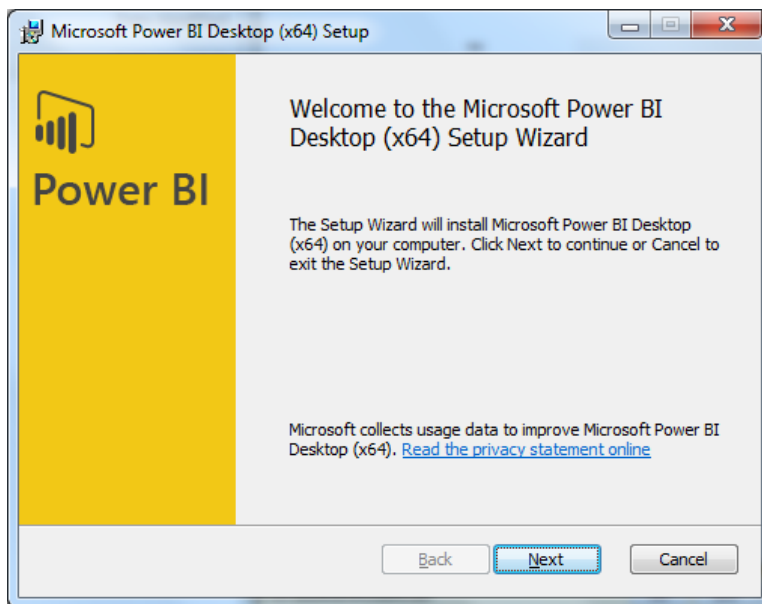 Microsoft Power BI Desktop (x64) Setup
Power BI
Welcome to the Microsoft Power BI
Desktop (x64) Setup Wizard
The Setup Wizard will install Microsoft Power BI Desktop
(x64) on your computer. Click Next to continue or Cancel to
exit the Setup Wizard.
Microsoft collects usage data to improve Microsoft Power BI
Desktop (x64). Read the privacy statement online
Back Next Cancel